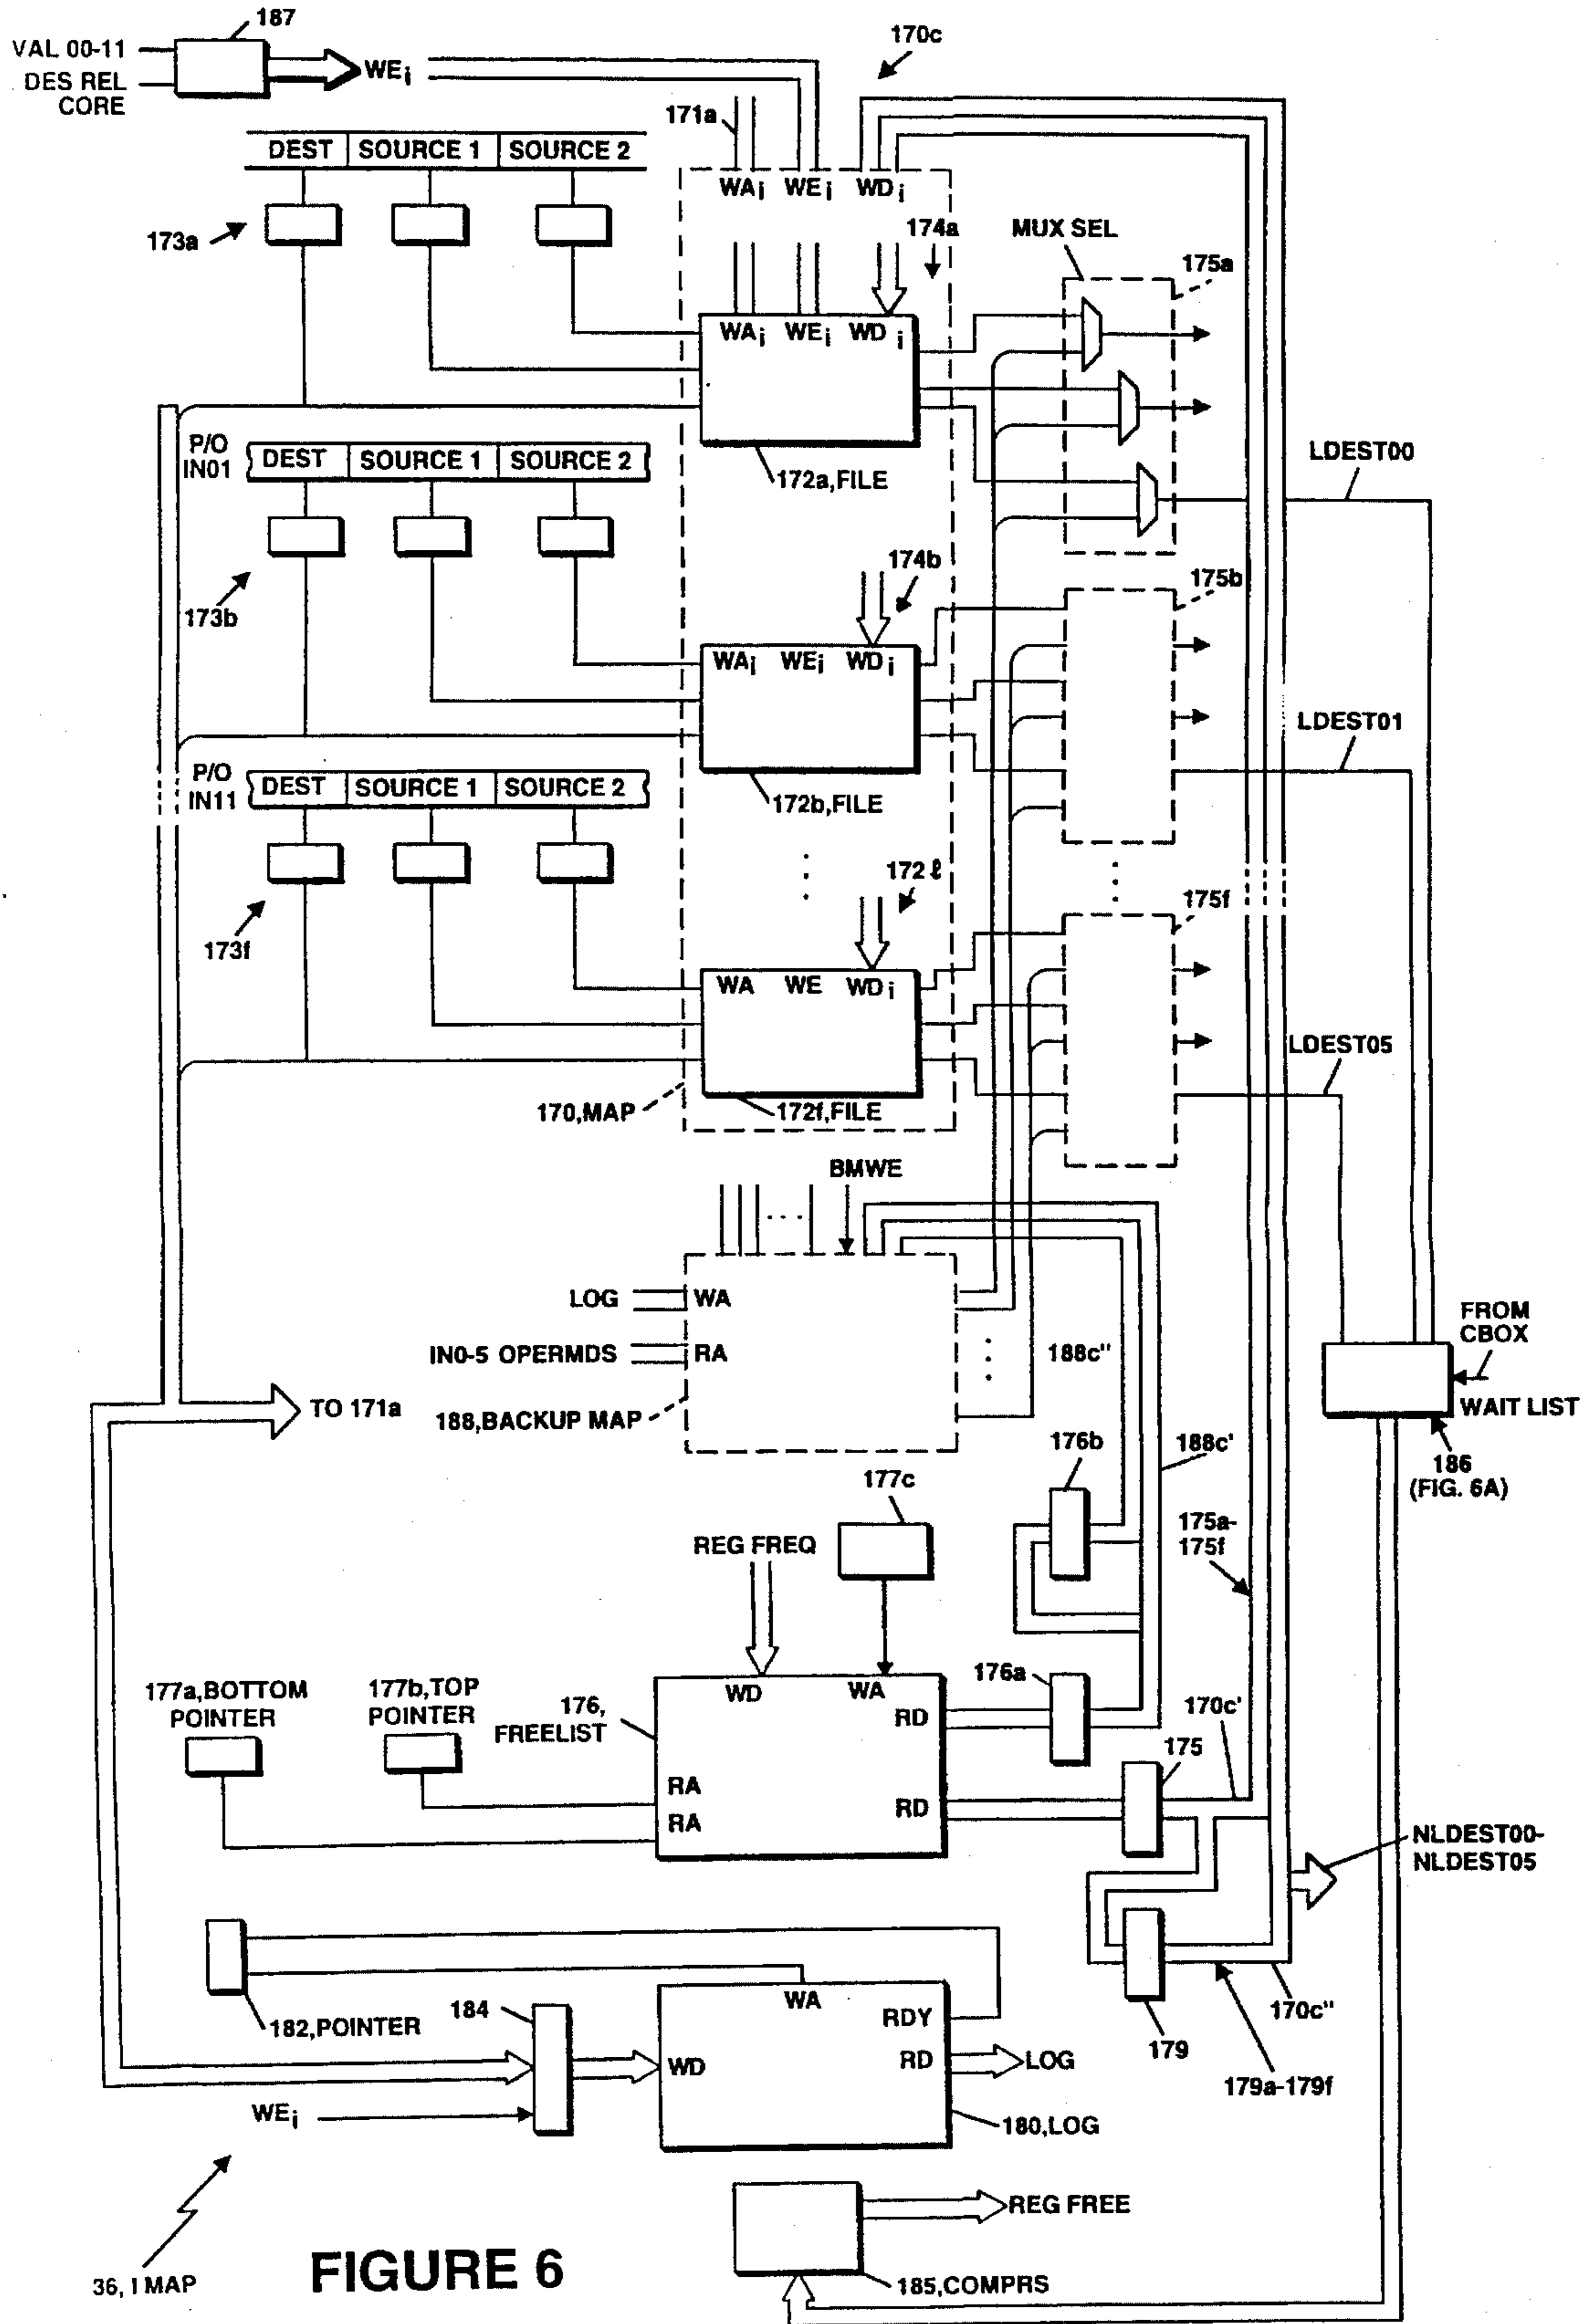 187
VAL 00-11
DES REL
CORE
WEi
170c
171a
DEST SOURCE 1 SOURCE 2
WAi WEi WDi
173a
174a
MUX SEL
175a
WAi WEi WDi
P/O
IN01
DEST SOURCE 1 SOURCE 2
172a,FILE
LDEST00
173b
174b
175b
WAi WEi WDi
LDEST01
P/O
IN11
DEST SOURCE 1 SOURCE 2
172b,FILE
172ℓ
173f
175f
WA WE WDi
LDEST05
170,MAP
172f,FILE
BMWE
LOG
WA
FROM
CBOX
IN0-5 OPERMDS
RA
188c"
TO 171a
188,BACKUP MAP
WAIT LIST
176b
188c'
186
(FIG. 6A)
177c
175a-
175f
REG FREQ
176a
177a,BOTTOM
POINTER
177b,TOP
POINTER
176,
FREELIST
WD
WA
RD
170c'
175
RA
RD
RA
NLDEST00-
NLDEST05
182,POINTER
184
WA
RDY
WD
RD
LOG
179
170c"
179a-179f
WEi
180,LOG
REG FREE
36, I MAP
FIGURE 6
185,COMPRS